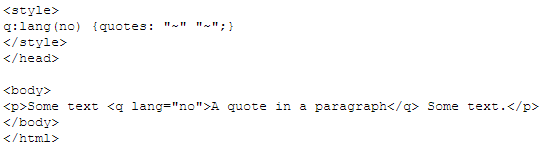 <style>
q:lang(no) {quotes: "~" "~";}
</style>
</head>

<body>
<p>Some text <q lang="no">A quote in a paragraph</q> Some text.</p>
</body>
</html>